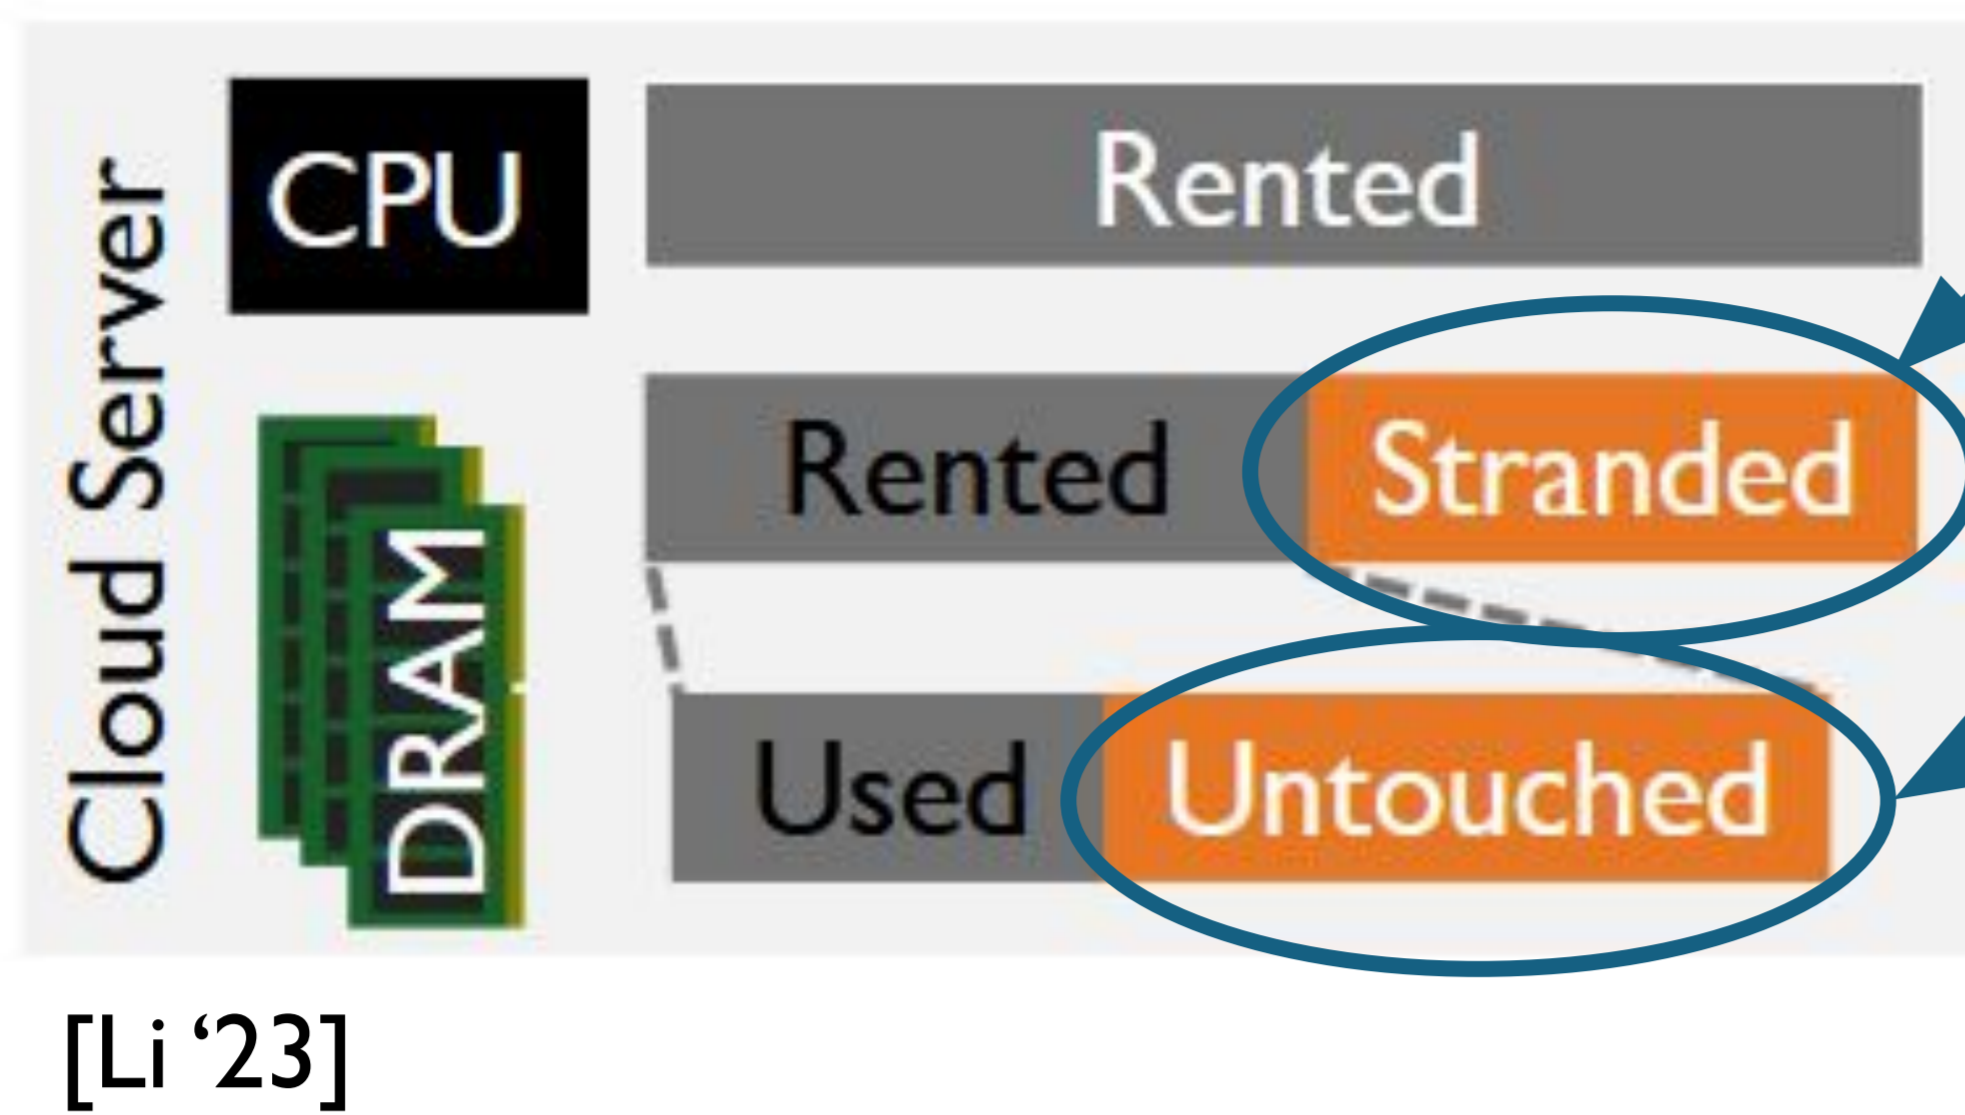 Cloud Server
CPU
Rented
DRAM
Rented
Stranded
Used
Untouched
[Li ‘23]